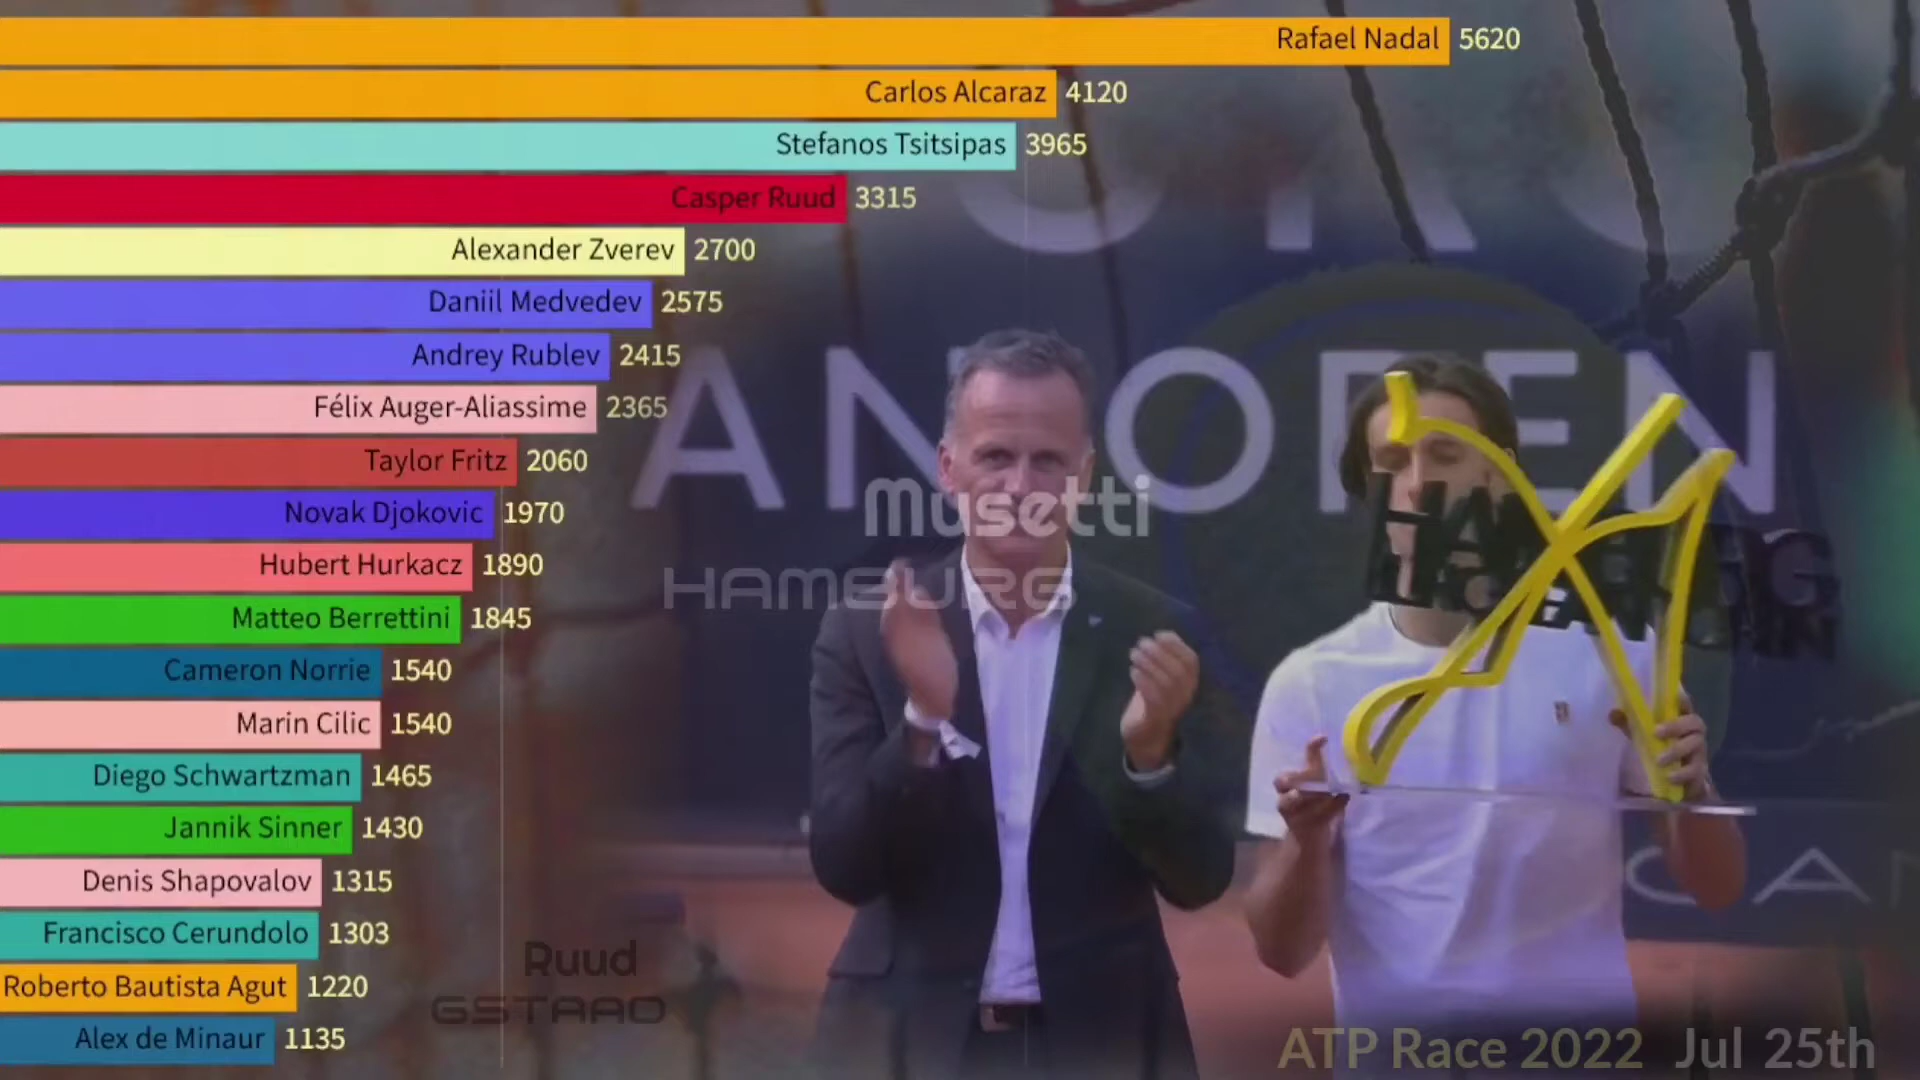 Rafael Nadal 5620
Carlos Alcaraz 4120
Stefanos Tsitsipas 3965
Casper Ruud 3315
Alexander Zverev 2700
Daniil Medvedev 2575
Andrey Rublev 2415
Félix Auger-Aliassime 2365
Taylor Fritz 2060
Novak Djokovic 1970
Hubert Hurkacz 1890
Matteo Berrettini 1845
Cameron Norrie 1540
Marin Cilic 1540
Diego Schwartzman 1465
Jannik Sinner 1430
Denis Shapovalov 1315
Francisco Cerundolo 1303
Roberto Bautista Agut 1220
Alex de Minaur 1135
AN OPEN
Musetti
HAMBURG
Ruud
GSTAAD
ATP Race 2022 Jul 25th